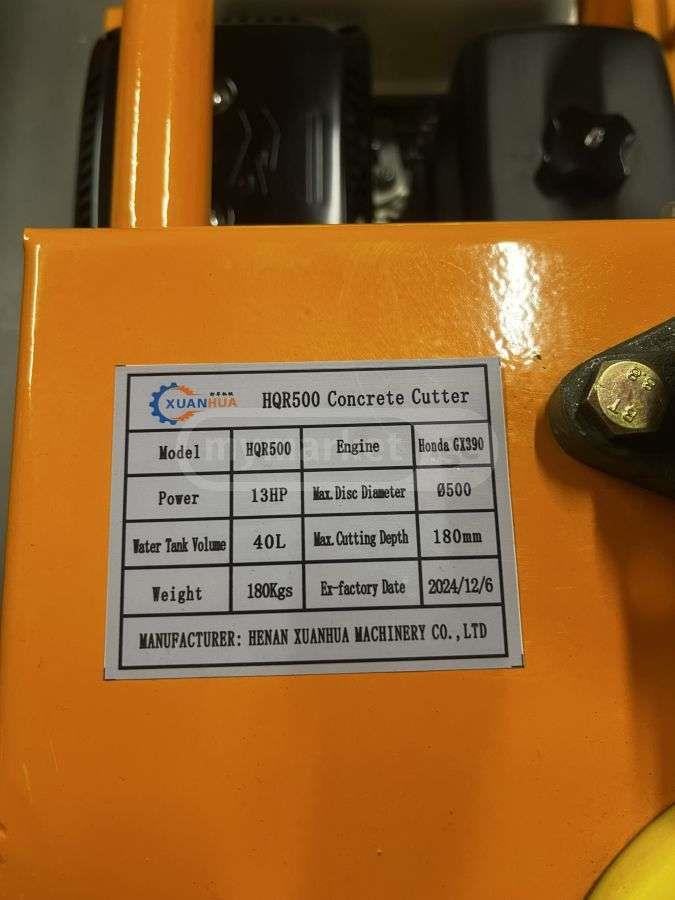 XUANHUA HQR500 Concrete Cutter
Model HQR500 Engine Honda GX390
Power 13HP Max. Disc Diameter Ø500
Water Tank Volume 40L Max. Cutting Depth 180mm
Weight 180Kgs Ex-factory Date 2024/12/6
MANUFACTURER: HENAN XUANHUA MACHINERY CO.,LTD